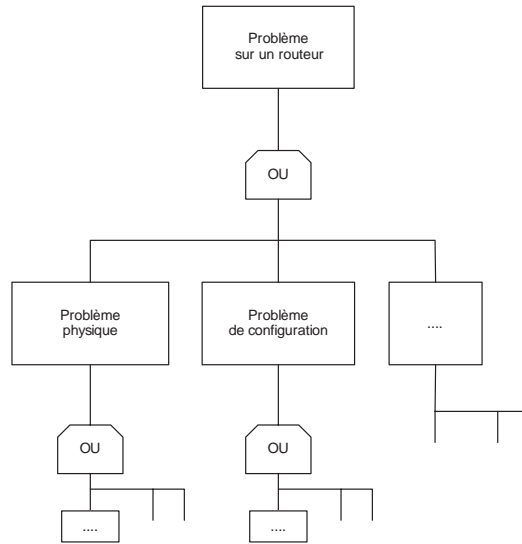 Problème
sur un routeur
OU
Problème
physique
Problème
de configuration
....
OU
OU
....
....